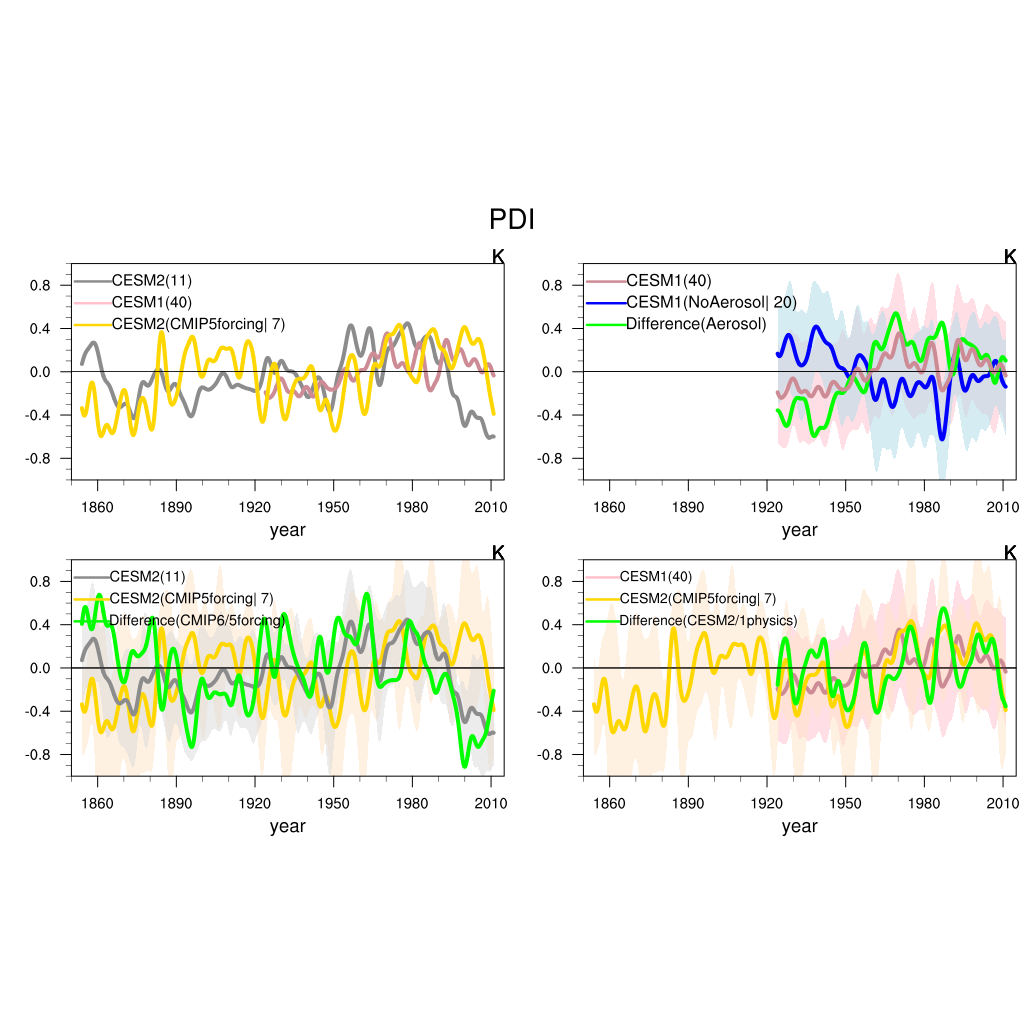 PDI
K
CESM2(11)
CESM1(40)
CESM2(CMIP5forcing| 7)
0.8
0.4
0.0
-0.4
-0.8
1860 1890 1920 1950 1980 2010
year
K
CESM1(40)
CESM1(NoAerosol| 20)
Difference(Aerosol)
0.8
0.4
0.0
-0.4
-0.8
1860 1890 1920 1950 1980 2010
year
K
CESM2(11)
CESM2(CMIP5forcing| 7)
Difference(CMIP6/5forcing)
0.8
0.4
0.0
-0.4
-0.8
1860 1890 1920 1950 1980 2010
year
K
CESM1(40)
CESM2(CMIP5forcing| 7)
Difference(CESM2/1physics)
0.8
0.4
0.0
-0.4
-0.8
1860 1890 1920 1950 1980 2010
year